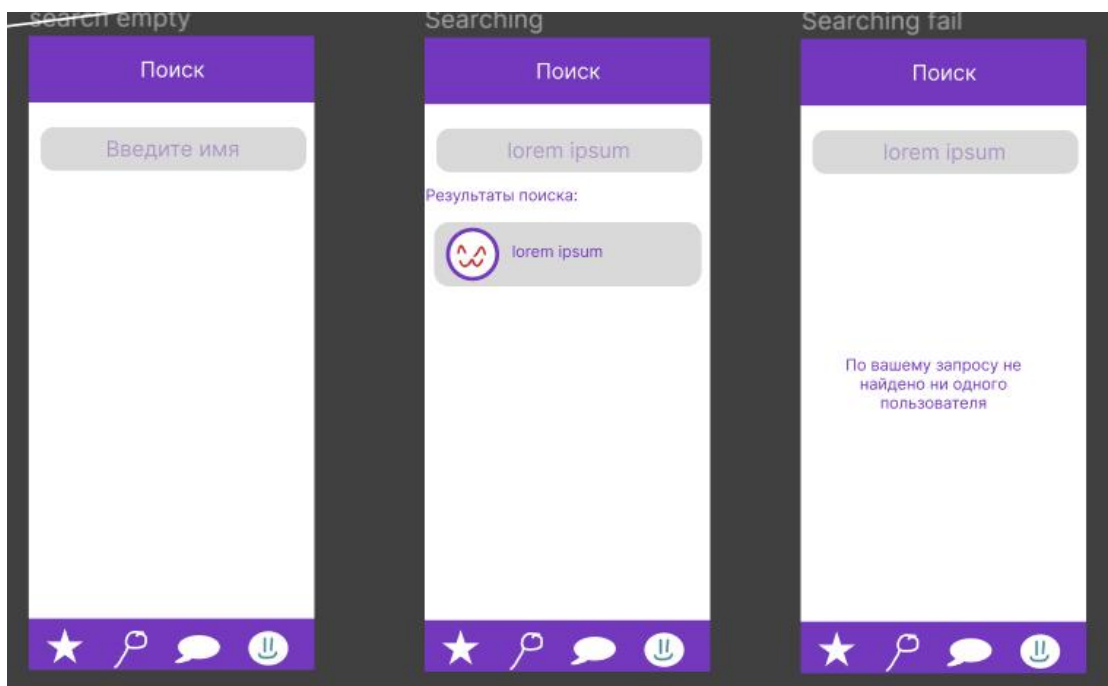 search empty
Поиск
Введите имя
Searching
Поиск
lorem ipsum
Результаты поиска:
lorem ipsum
Searching fail
Поиск
lorem ipsum
По вашему запросу не
найдено ни одного
пользователя